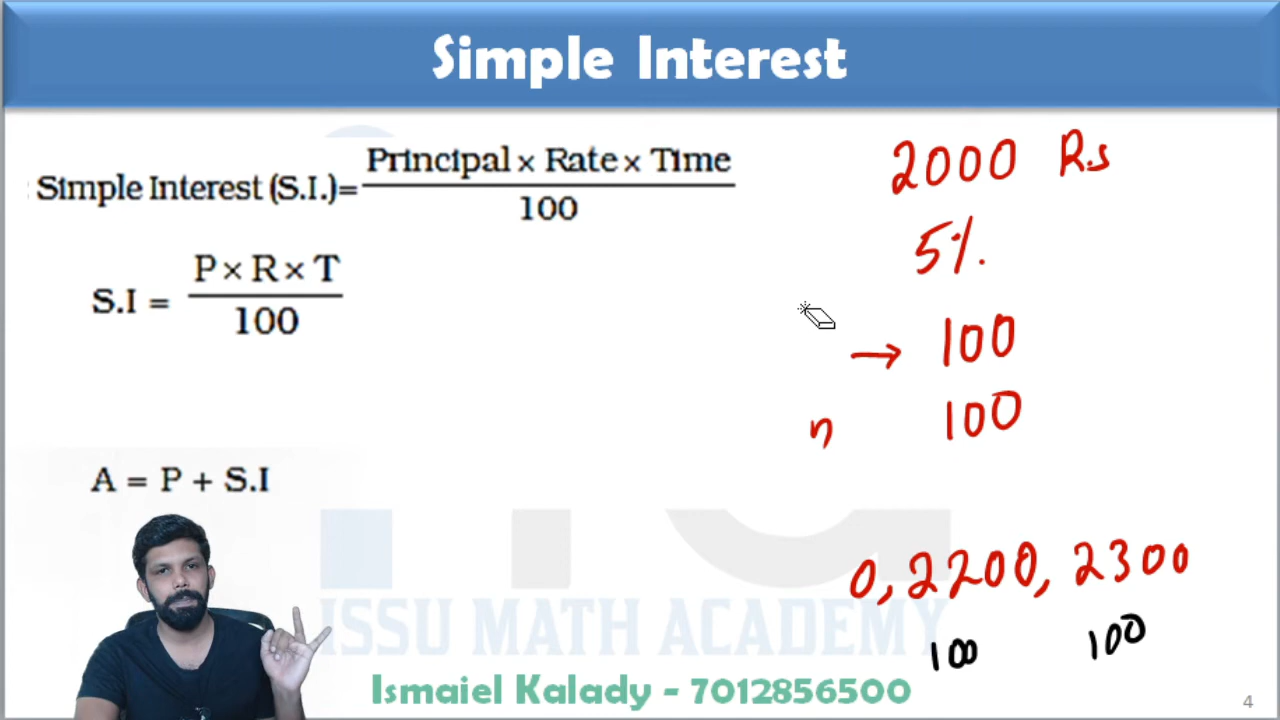 Simple Interest
Simple Interest (S.I.)= Principal × Rate × Time
100
S.I = P × R × T
100
A = P + S.I
2000 Rs
5%.
→ 100
n 100
0, 2200, 2300
100 100
ISSU MATH ACADEMY
Ismaiel Kalady - 7012856500
4